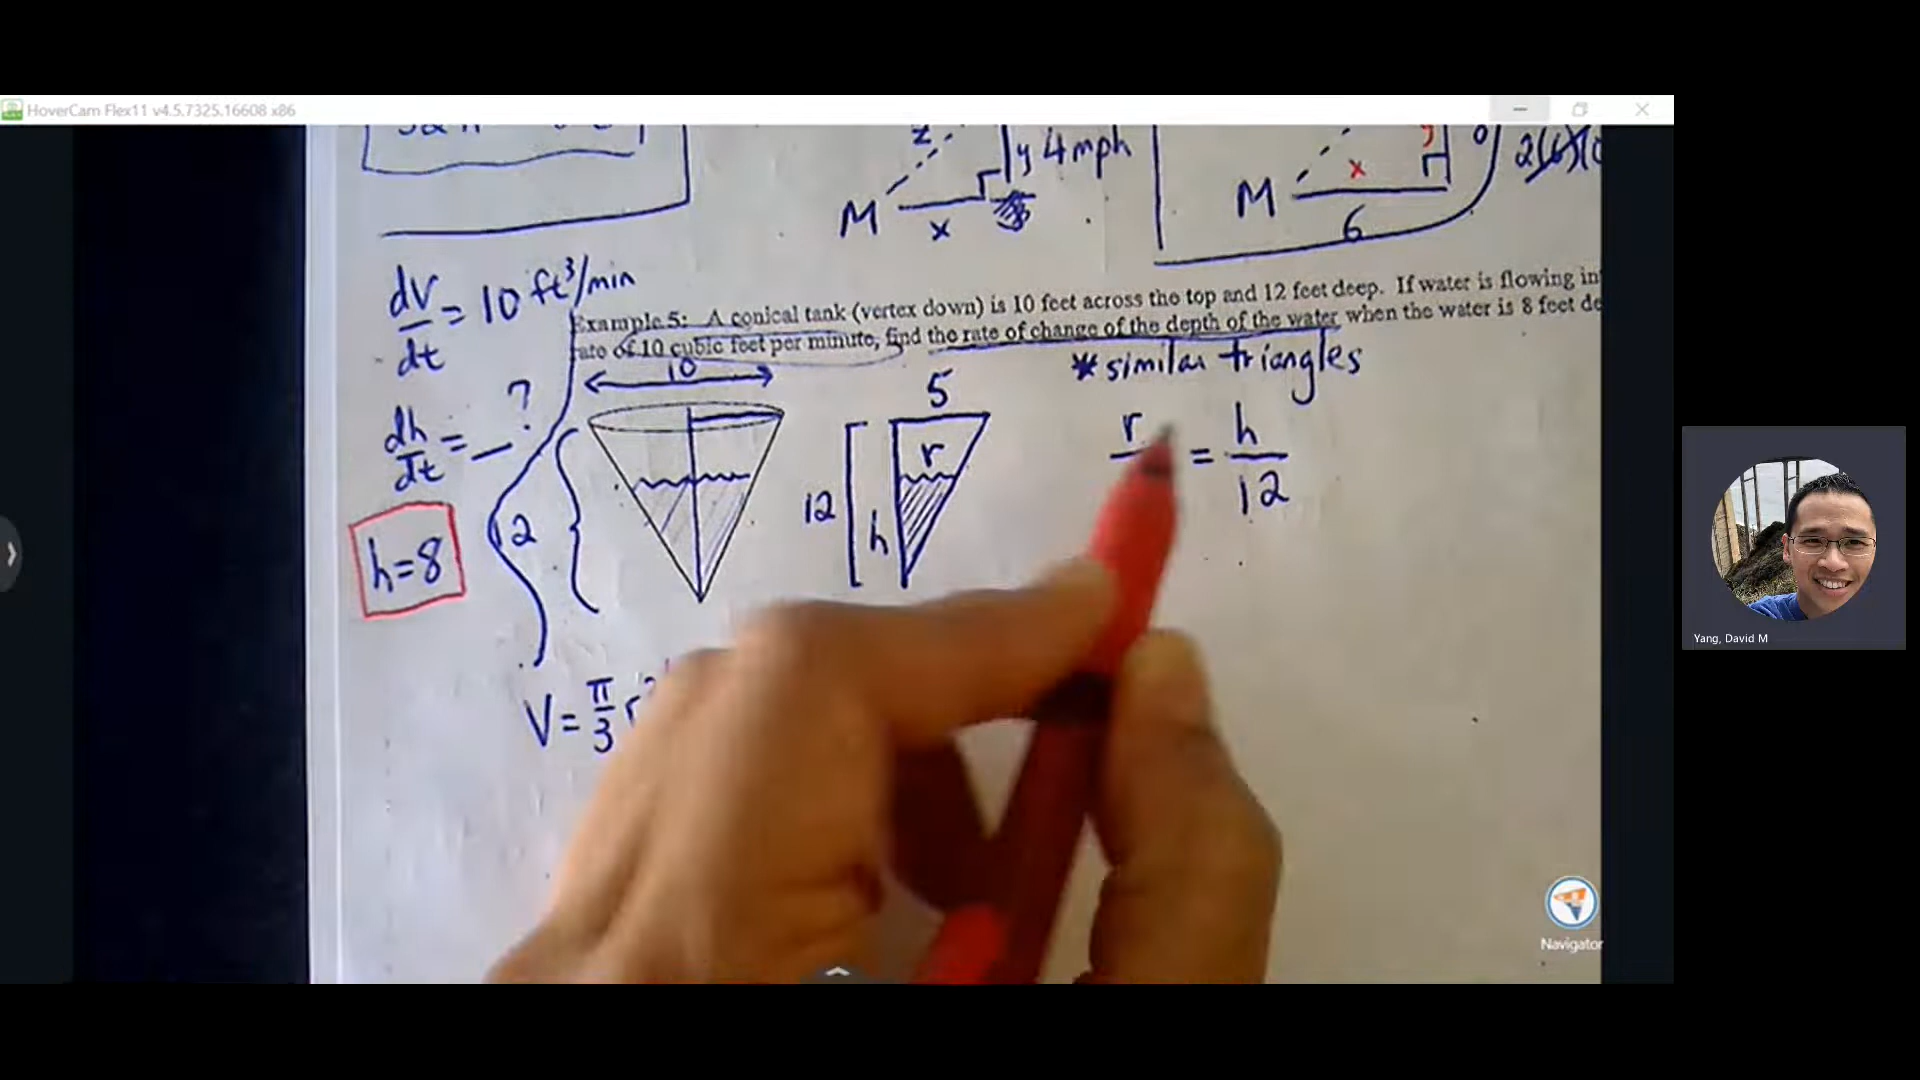 HoverCam Flex11 v4.5.7325.16608 x86
z
y 4mph
M
x
x
M
6
dV/dt = 10 ft³/min
Example 5: A conical tank (vertex down) is 10 feet across the top and 12 feet deep. If water is flowing in
rate of 10 cubic feet per minute, find the rate of change of the depth of the water when the water is 8 feet de
dh/dt = _ ?
10
5
* similar triangles
r
r = h/12
12
12
h
h=8
V = π/3 r²
Navigator
Yang, David M